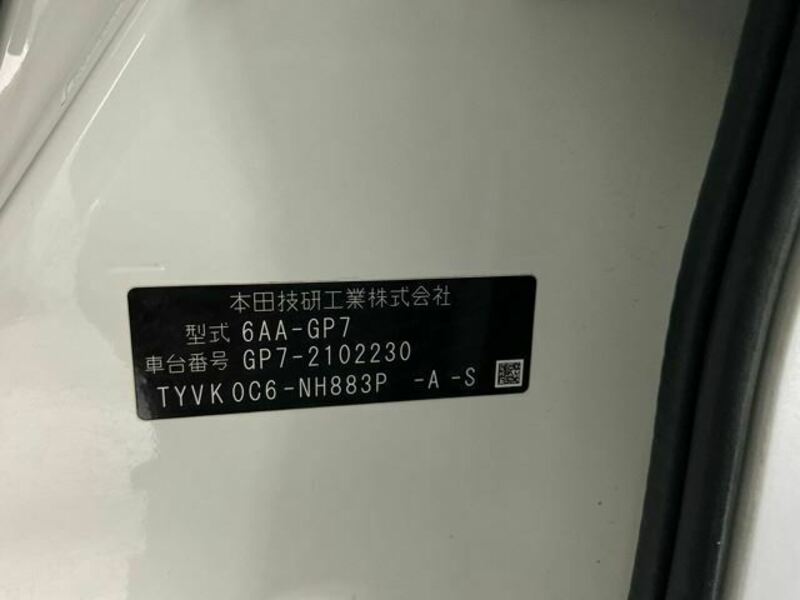 本田技研工業株式会社
型式 6AA-GP7
車台番号 GP7-2102230
TYVK0C6-NH883P -A-S